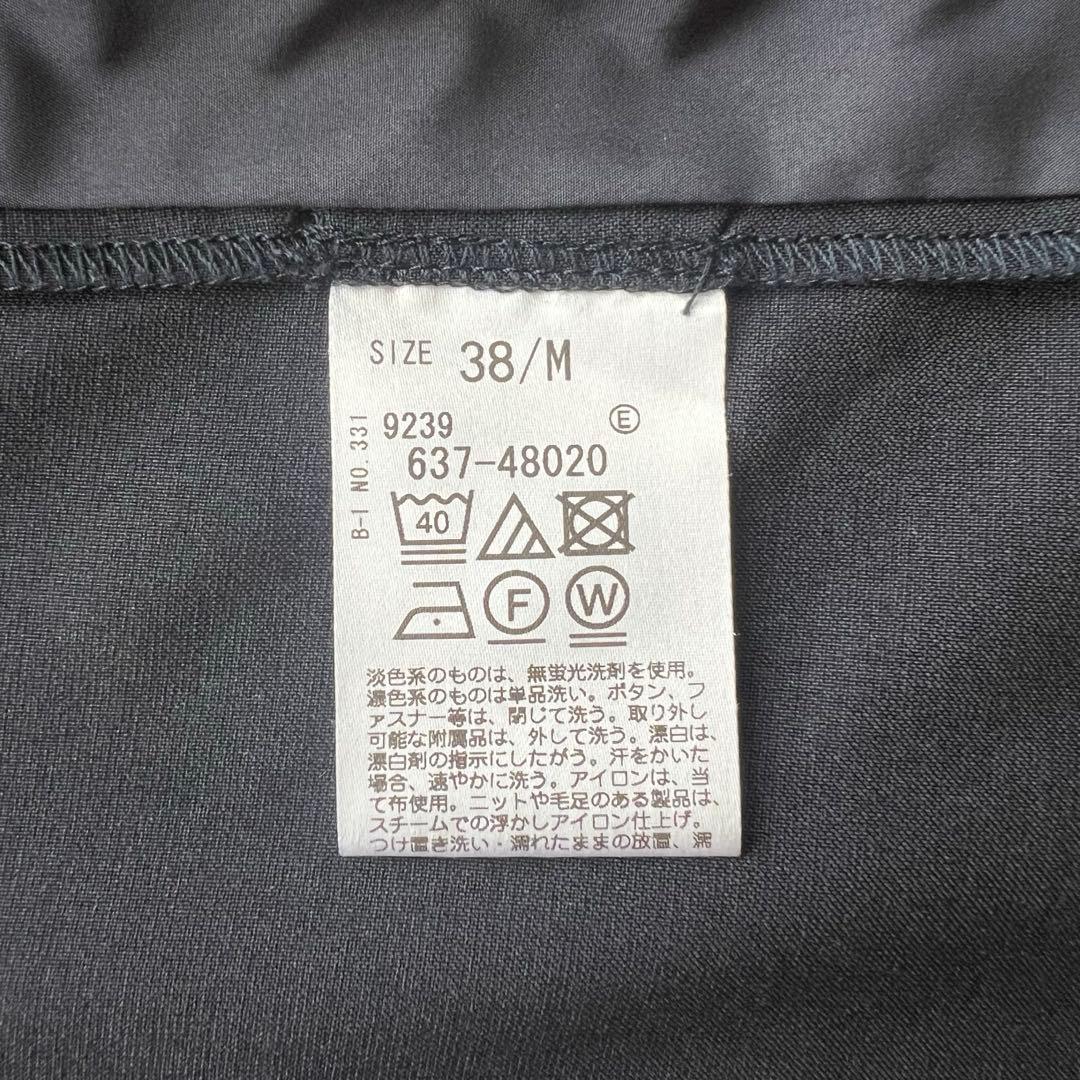 SIZE 38/M
B-1 NO.331
9239
Ⓔ
637-48020
40
F
W
淡色系のものは、無蛍光洗剤を使用。
濃色系のものは単品洗い。ボタン、フ
ァスナー等は、閉じて洗う。取り外し
可能な附属品は、外して洗う。漂白は、
漂白剤の指示にしたがう。汗をかいた
場合、速やかに洗う。アイロンは、当
て布使用。ニットや毛足のある製品は、
スチームでの浮かしアイロン仕上げ。
つけ置き洗い・濡れたままの放置、